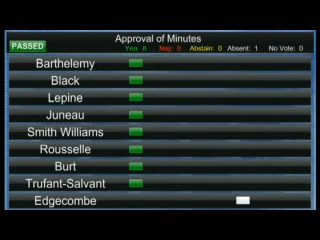 Approval of Minutes
PASSED
Yea: 8 Nay: 0 Abstain: 0 Absent: 1 No Vote: 0
Barthelemy
Black
Lepine
Juneau
Smith Williams
Rousselle
Burt
Trufant-Salvant
Edgecombe